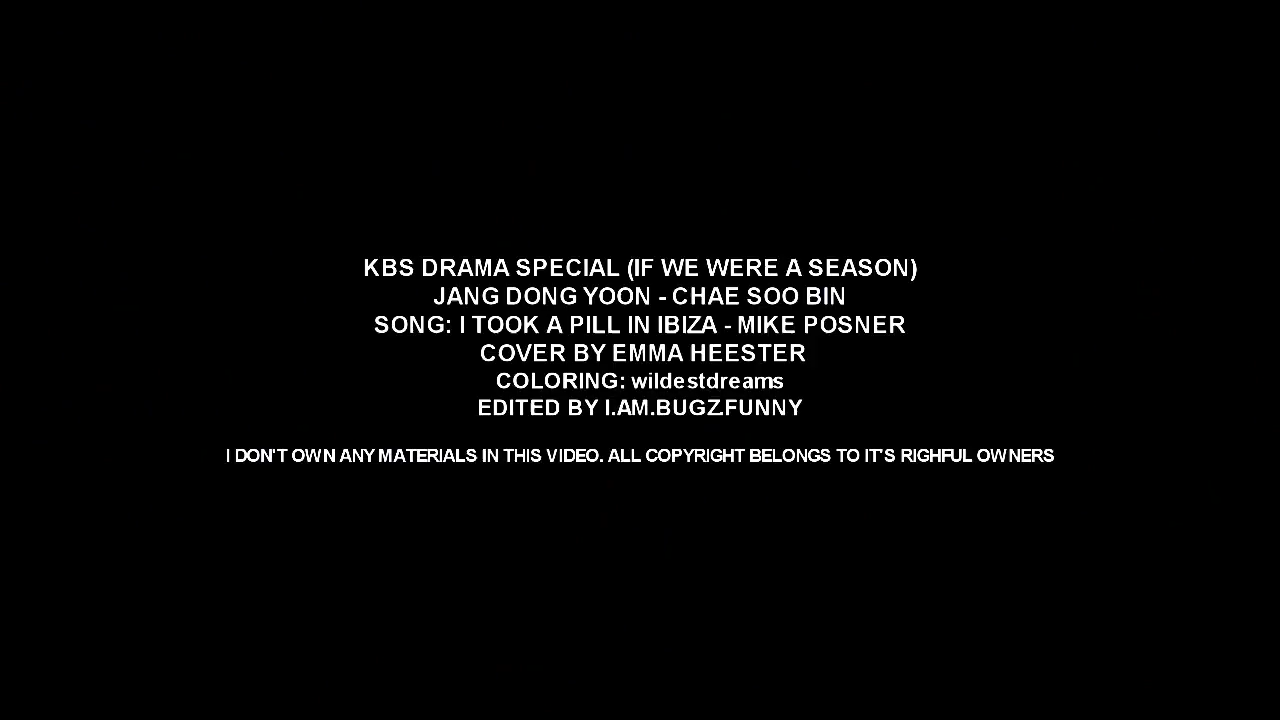 KBS DRAMA SPECIAL (IF WE WERE A SEASON)
JANG DONG YOON - CHAE SOO BIN
SONG: I TOOK A PILL IN IBIZA - MIKE POSNER
COVER BY EMMA HEESTER
COLORING: wildestdreams
EDITED BY I.AM.BUGZ.FUNNY
I DON'T OWN ANY MATERIALS IN THIS VIDEO. ALL COPYRIGHT BELONGS TO IT'S RIGHFUL OWNERS